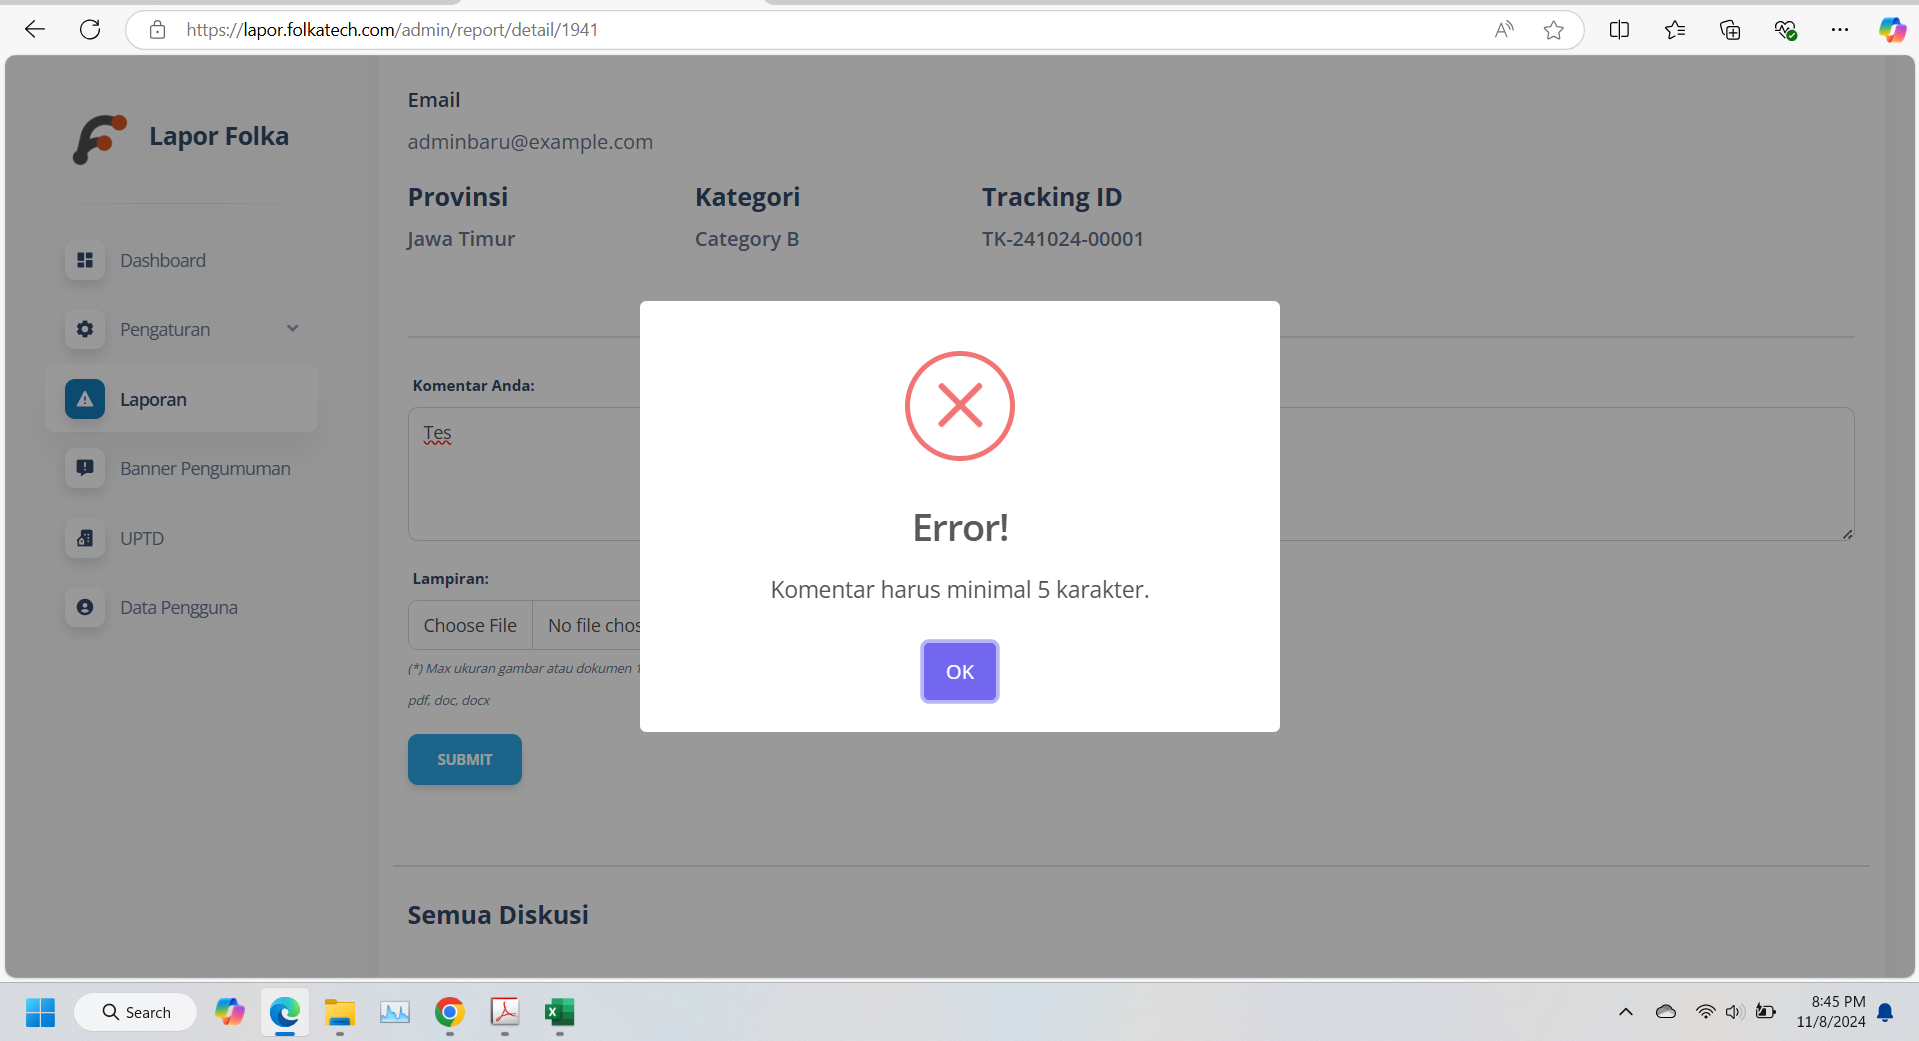 https://lapor.folkatech.com/admin/report/detail/1941
Lapor Folka
Dashboard
Pengaturan
Laporan
Banner Pengumuman
UPTD
Data Pengguna
Email
adminbaru@example.com
Provinsi Kategori Tracking ID
Jawa Timur Category B TK-241024-00001
Komentar Anda:
Tes
Lampiran:
Choose File No file chos
(*) Max ukuran gambar atau dokumen 1
pdf, doc, docx
SUBMIT
Semua Diskusi
Error!
Komentar harus minimal 5 karakter.
OK
Search
8:45 PM
11/8/2024